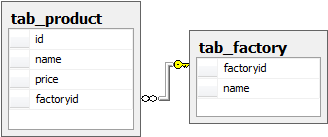 tab_product
id
name
price
factoryid
tab_factory
factoryid
name